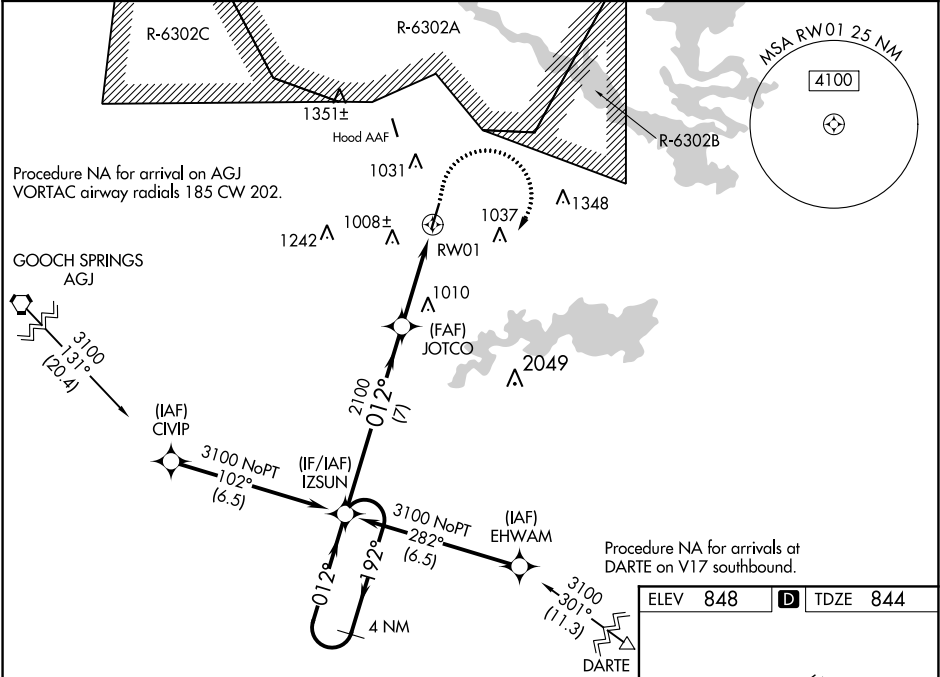 R-6302C
R-6302A
MSA RW01 25 NM
4100
1351±
Hood AAF
R-6302B
1031
Procedure NA for arrival on AGJ
VORTAC airway radials 185 CW 202.
1348
1242
1008±
1037
RW01
GOOCH SPRINGS
AGJ
1010
(FAF)
JOTCO
3100
131°
(20.4)
2049
2100
012°
(7)
(IAF)
CIVIP
3100 NoPT
102°
(6.5)
(IF/IAF)
IZSUN
3100 NoPT
282°
(6.5)
(IAF)
EHWAM
Procedure NA for arrivals at
DARTE on V17 southbound.
012°
192°
4 NM
3100
301°
(11.3)
DARTE
ELEV 848
D
TDZE 844